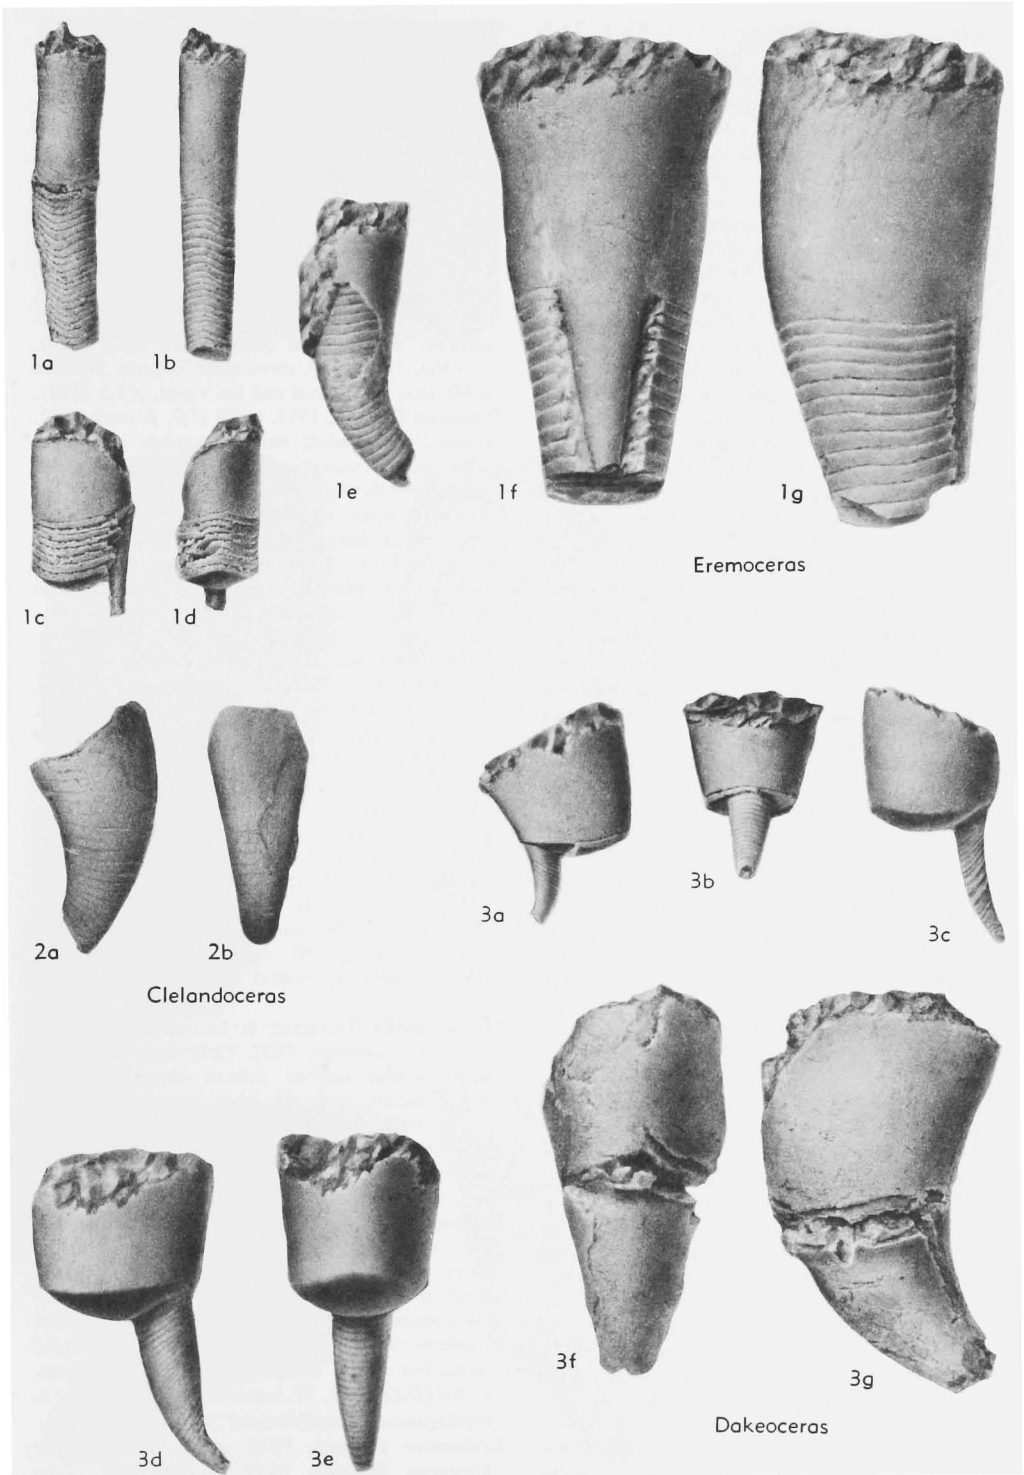 1a
1b
1e
1f
1g
1c
1d
Eremoceras
2a
2b
Clelandoceras
3a
3b
3c
3d
3e
3f
3g
Dakeoceras